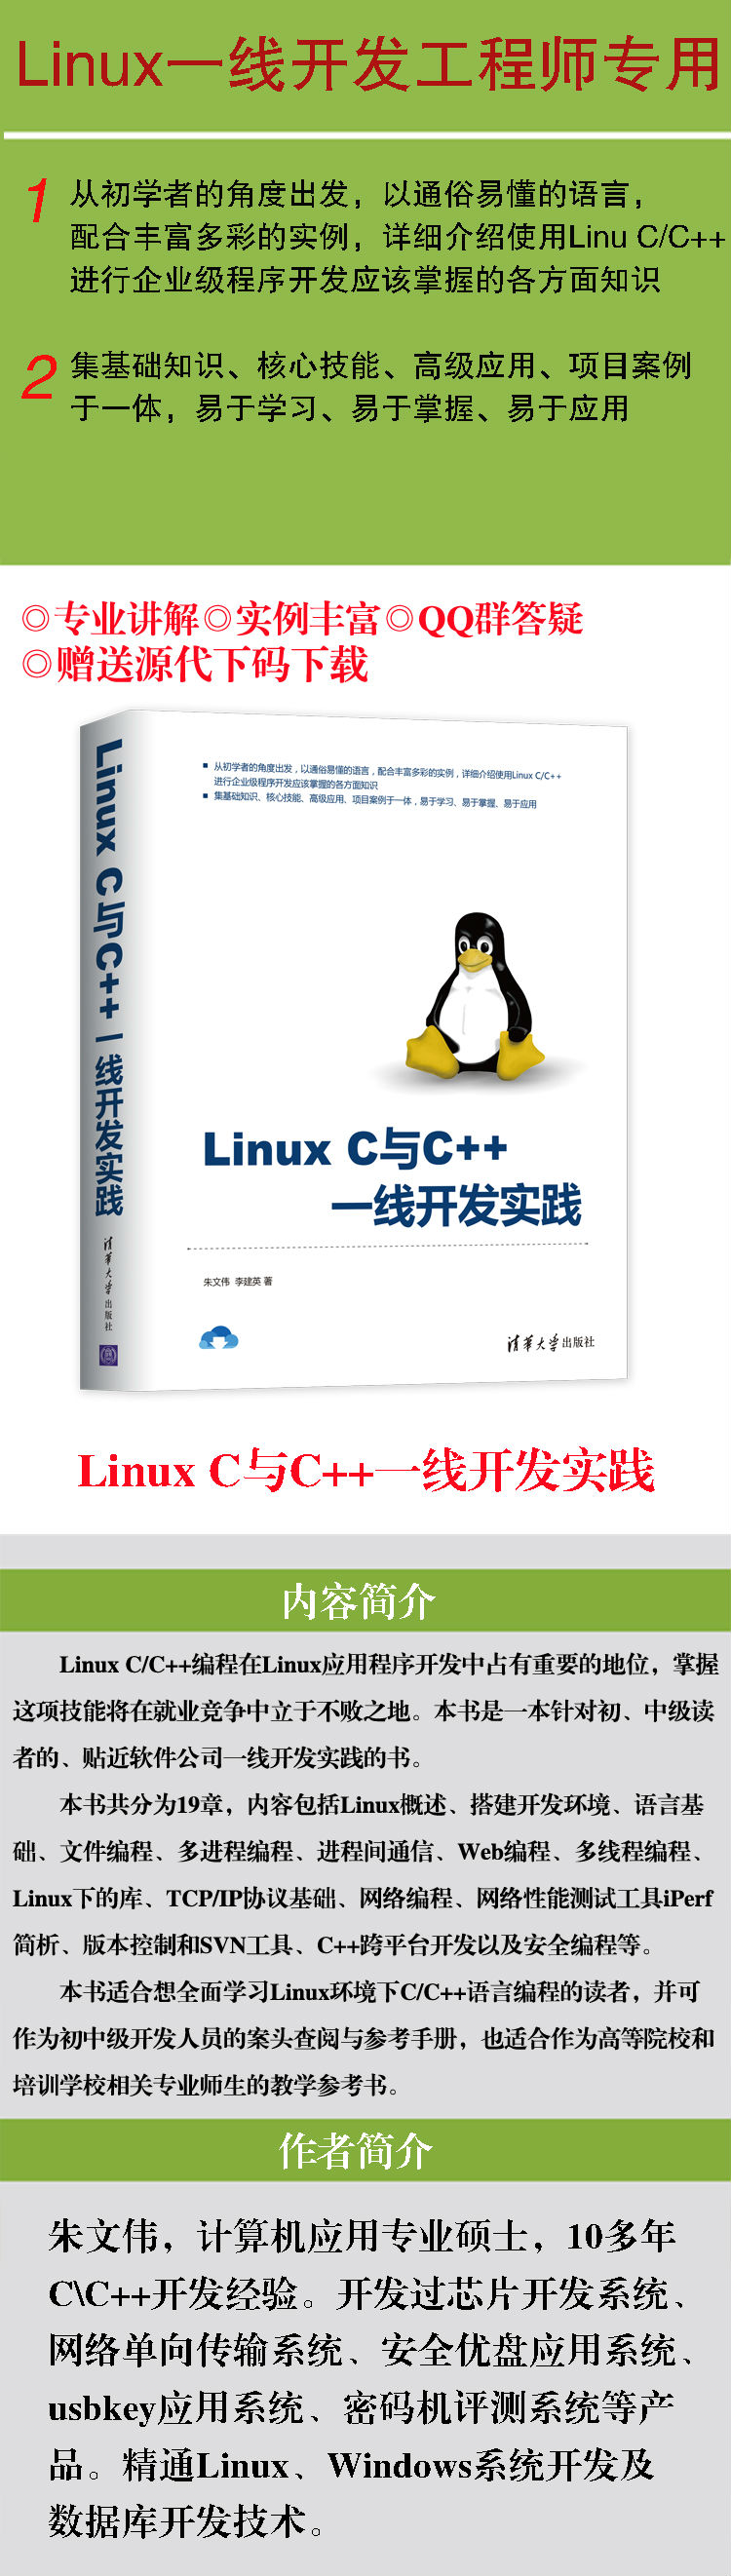 Linux一线开发工程师专用
1 从初学者的角度出发，以通俗易懂的语言，
配合丰富多彩的实例，详细介绍使用Linu C/C++
进行企业级程序开发应该掌握的各方面知识
2 集基础知识、核心技能、高级应用、项目案例
于一体，易于学习、易于掌握、易于应用
◎专业讲解◎实例丰富◎QQ群答疑
◎赠送源代下码下载
Linux C与C++一线开发实践
清华大学出版社
■ 从初学者的角度出发，以通俗易懂的语言，配合丰富多彩的实例，详细介绍使用Linux C/C++
进行企业级程序开发应该掌握的各方面知识
■ 集基础知识、核心技能、高级应用、项目案例于一体，易于学习、易于掌握、易于应用
Linux C与C++
一线开发实践
朱文伟 李建英 著
清华大学出版社
Linux C与C++一线开发实践
内容简介
Linux C/C++编程在Linux应用程序开发中占有重要的地位，掌握
这项技能将在就业竞争中立于不败之地。本书是一本针对初、中级读
者的、贴近软件公司一线开发实践的书。
本书共分为19章，内容包括Linux概述、搭建开发环境、语言基
础、文件编程、多进程编程、进程间通信、Web编程、多线程编程、
Linux下的库、TCP/IP协议基础、网络编程、网络性能测试工具iPerf
简析、版本控制和SVN工具、C++跨平台开发以及安全编程等。
本书适合想全面学习Linux环境下C/C++语言编程的读者，并可
作为初中级开发人员的案头查阅与参考手册，也适合作为高等院校和
培训学校相关专业师生的教学参考书。
作者简介
朱文伟，计算机应用专业硕士，10多年
C\C++开发经验。开发过芯片开发系统、
网络单向传输系统、安全优盘应用系统、
usbkey应用系统、密码机评测系统等产
品。精通Linux、Windows系统开发及
数据库开发技术。